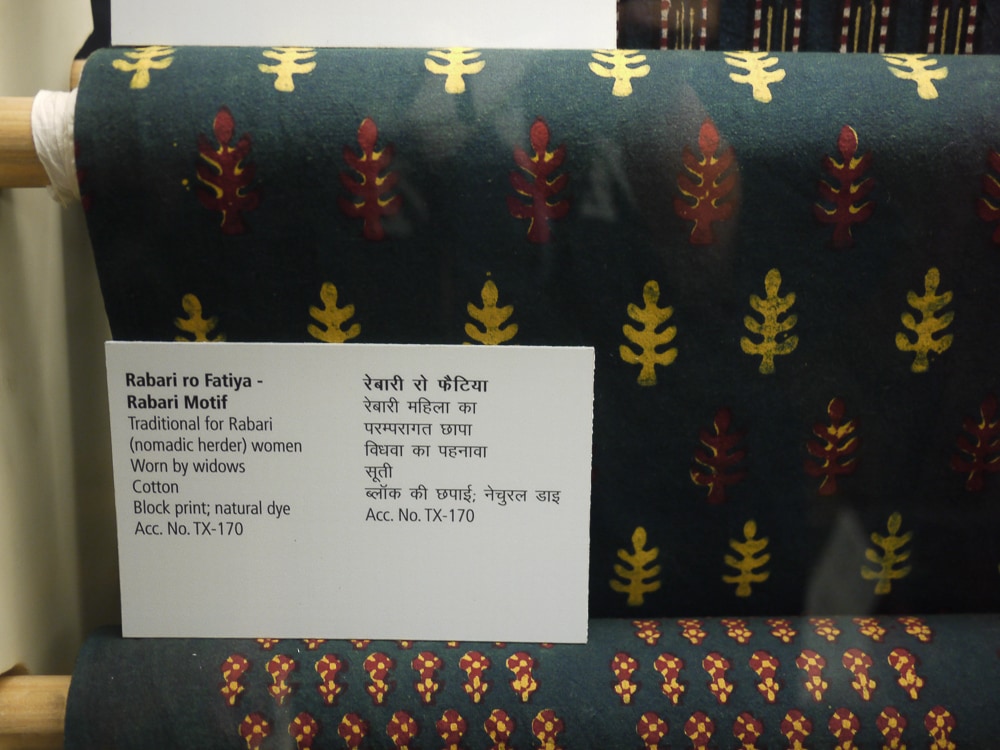 Rabari ro Fatiya -
Rabari Motif
Traditional for Rabari
(nomadic herder) women
Worn by widows
Cotton
Block print; natural dye
Acc. No. TX-170
रेबारी रो फैटिया
रेबारी महिला का
परम्परागत छापा
विधवा का पहनावा
सूती
ब्लॉक की छपाई; नेचुरल डाइ
Acc. No. TX-170